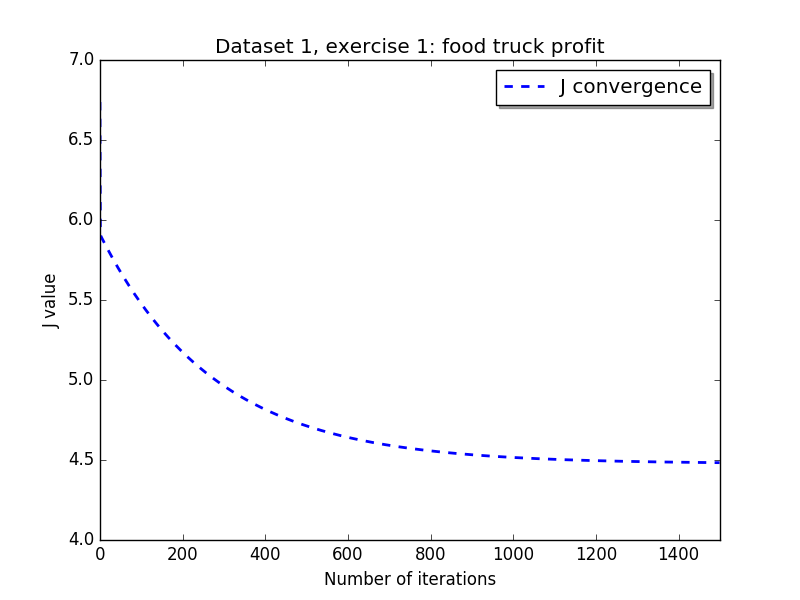 Dataset 1, exercise 1: food truck profit
J convergence
7.0
6.5
6.0
5.5
5.0
4.5
4.0
J value
0 200 400 600 800 1000 1200 1400
Number of iterations